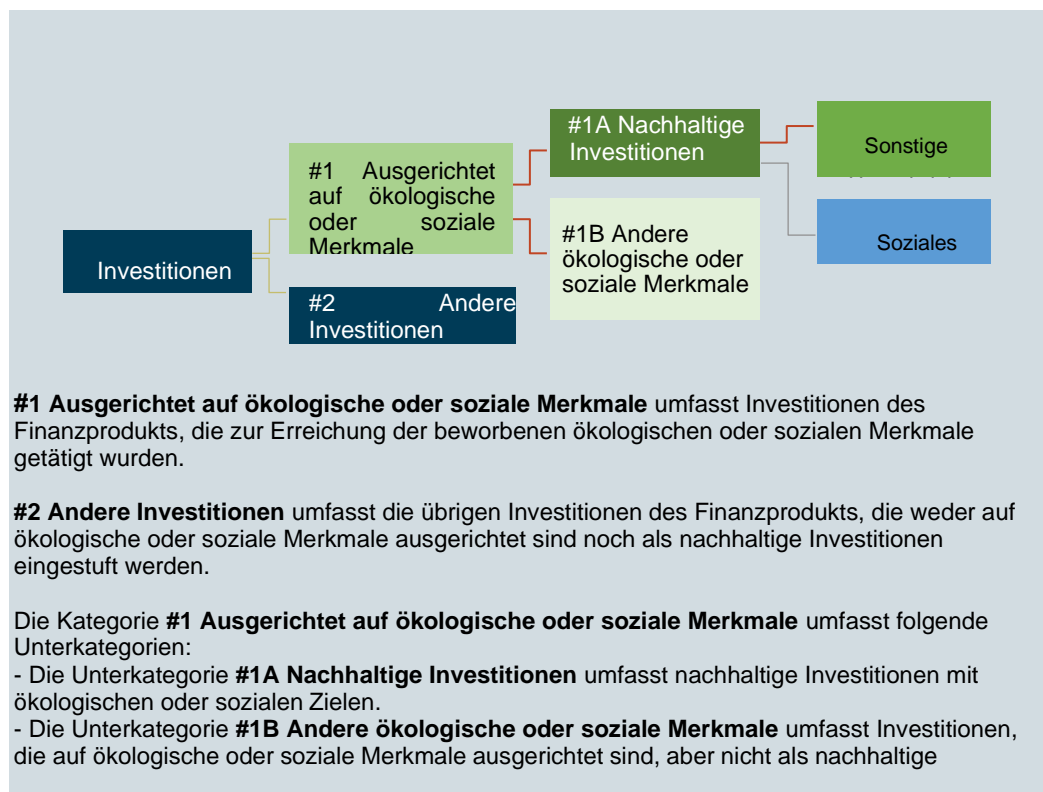 #1A Nachhaltige
Investitionen
Sonstige
#1 Ausgerichtet
auf ökologische
oder soziale
Merkmale
#1B Andere
ökologische oder
soziale Merkmale
Soziales
Investitionen
#2 Andere
Investitionen
#1 Ausgerichtet auf ökologische oder soziale Merkmale umfasst Investitionen des
Finanzprodukts, die zur Erreichung der beworbenen ökologischen oder sozialen Merkmale
getätigt wurden.
#2 Andere Investitionen umfasst die übrigen Investitionen des Finanzprodukts, die weder auf
ökologische oder soziale Merkmale ausgerichtet sind noch als nachhaltige Investitionen
eingestuft werden.
Die Kategorie #1 Ausgerichtet auf ökologische oder soziale Merkmale umfasst folgende
Unterkategorien:
- Die Unterkategorie #1A Nachhaltige Investitionen umfasst nachhaltige Investitionen mit
ökologischen oder sozialen Zielen.
- Die Unterkategorie #1B Andere ökologische oder soziale Merkmale umfasst Investitionen,
die auf ökologische oder soziale Merkmale ausgerichtet sind, aber nicht als nachhaltige